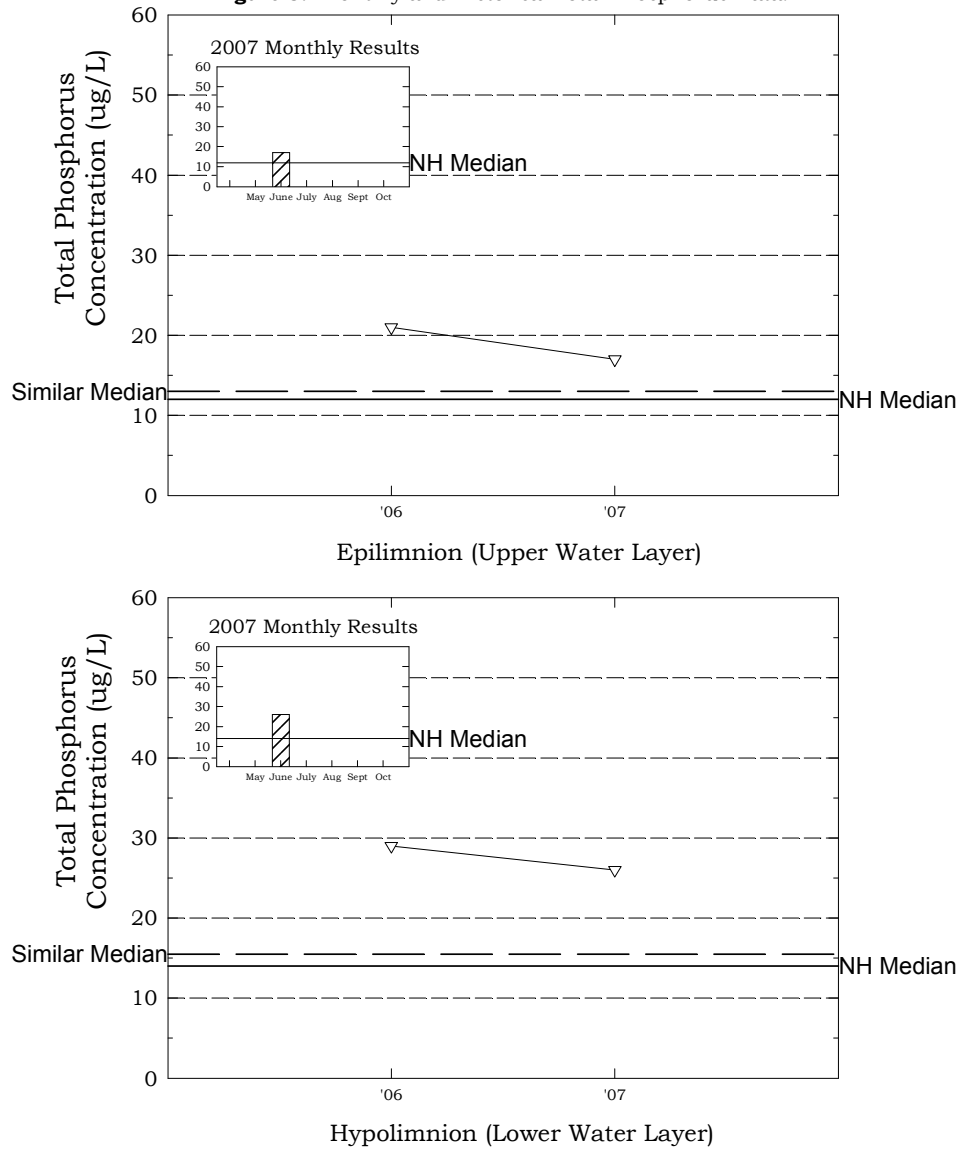 60
2007 Monthly Results
60
50
50
40
30
20
NH Median
10
40
0
May June July Aug Sept Oct
Total Phosphorus
Concentration (ug/L)
30
20
Similar Median
NH Median
10
0
'06 '07
Epilimnion (Upper Water Layer)
60
2007 Monthly Results
60
50
50
40
30
20
NH Median
10
40
0
May June July Aug Sept Oct
Total Phosphorus
Concentration (ug/L)
30
20
Similar Median
NH Median
10
0
'06 '07
Hypolimnion (Lower Water Layer)